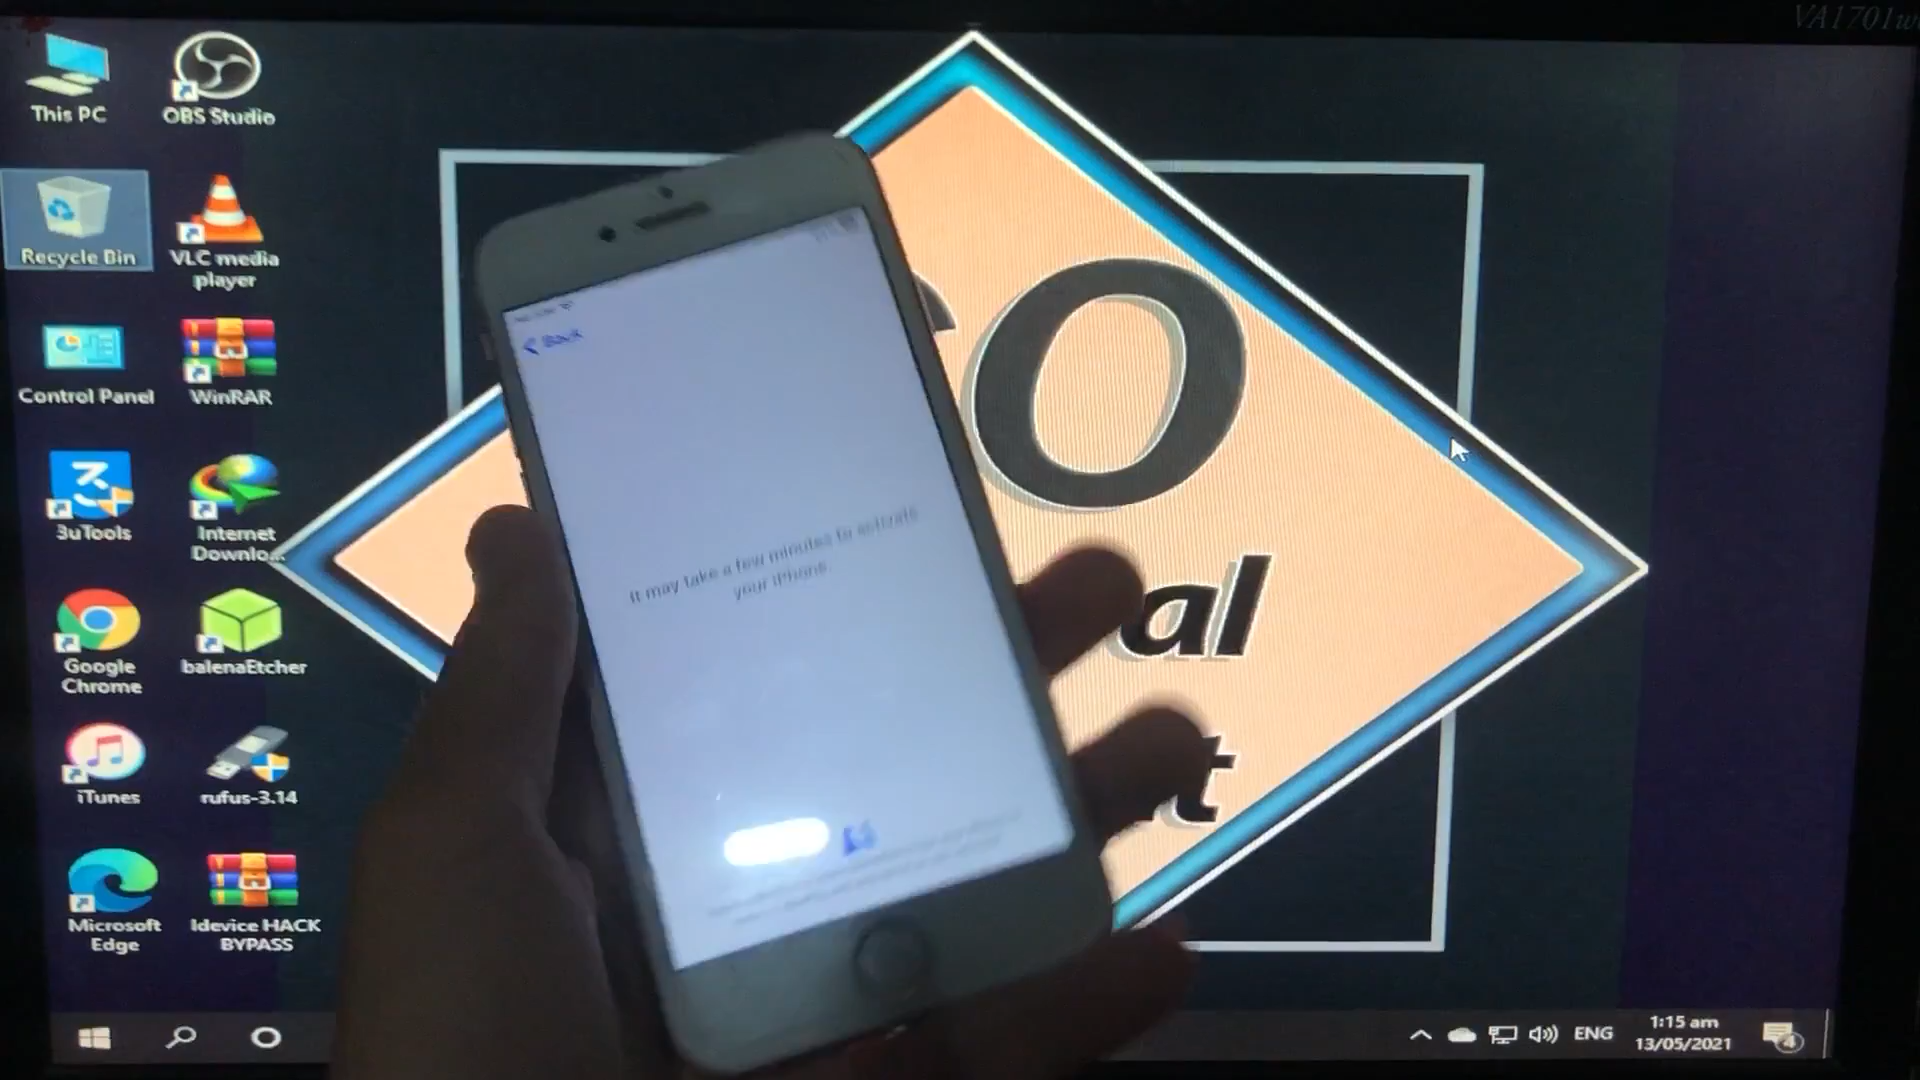 VA1701w
This PC
OBS Studio
Recycle Bin
VLC media
player
Control Panel
WinRAR
3uTools
Internet
Downlo...
Google
Chrome
balenaEtcher
iTunes
rufus-3.14
Microsoft
Edge
Idevice HACK
BYPASS
Back
It may take a few minutes to activate
your iPhone.
O
al
t
ENG
1:15 am
13/05/2021
4